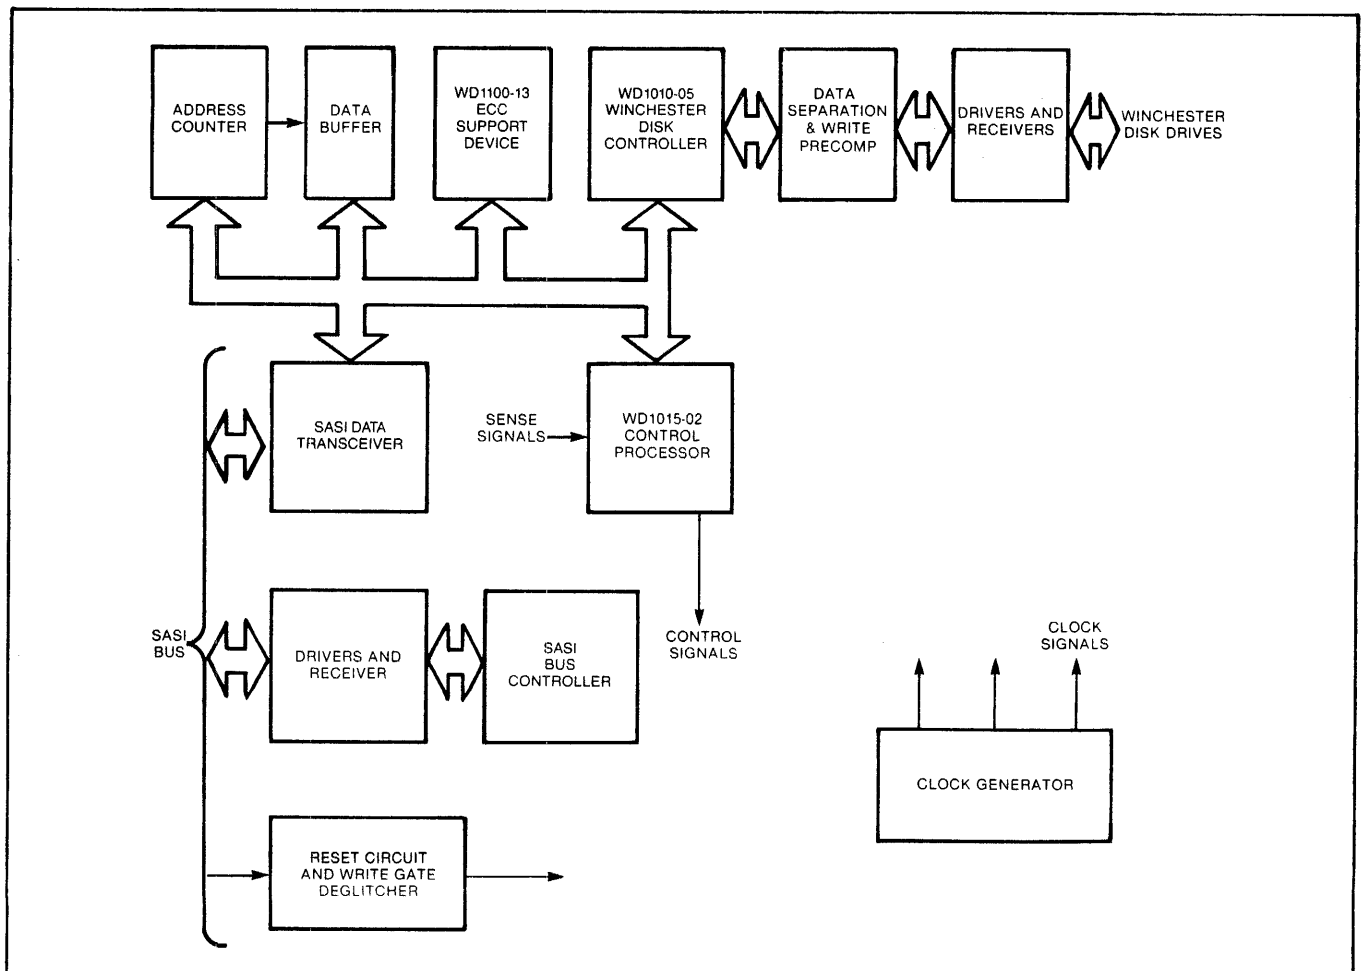 ADDRESS
COUNTER
DATA
BUFFER
WD1100-13
ECC
SUPPORT
DEVICE
WD1010-05
WINCHESTER
DISK
CONTROLLER
DATA
SEPARATION
& WRITE
PRECOMP
DRIVERS AND
RECEIVERS
WINCHESTER
DISK DRIVES
SASI DATA
TRANSCEIVER
SENSE
SIGNALS
WD1015-02
CONTROL
PROCESSOR
SASI
BUS
DRIVERS AND
RECEIVER
SASI
BUS
CONTROLLER
CONTROL
SIGNALS
CLOCK
SIGNALS
CLOCK GENERATOR
RESET CIRCUIT
AND WRITE GATE
DEGLITCHER